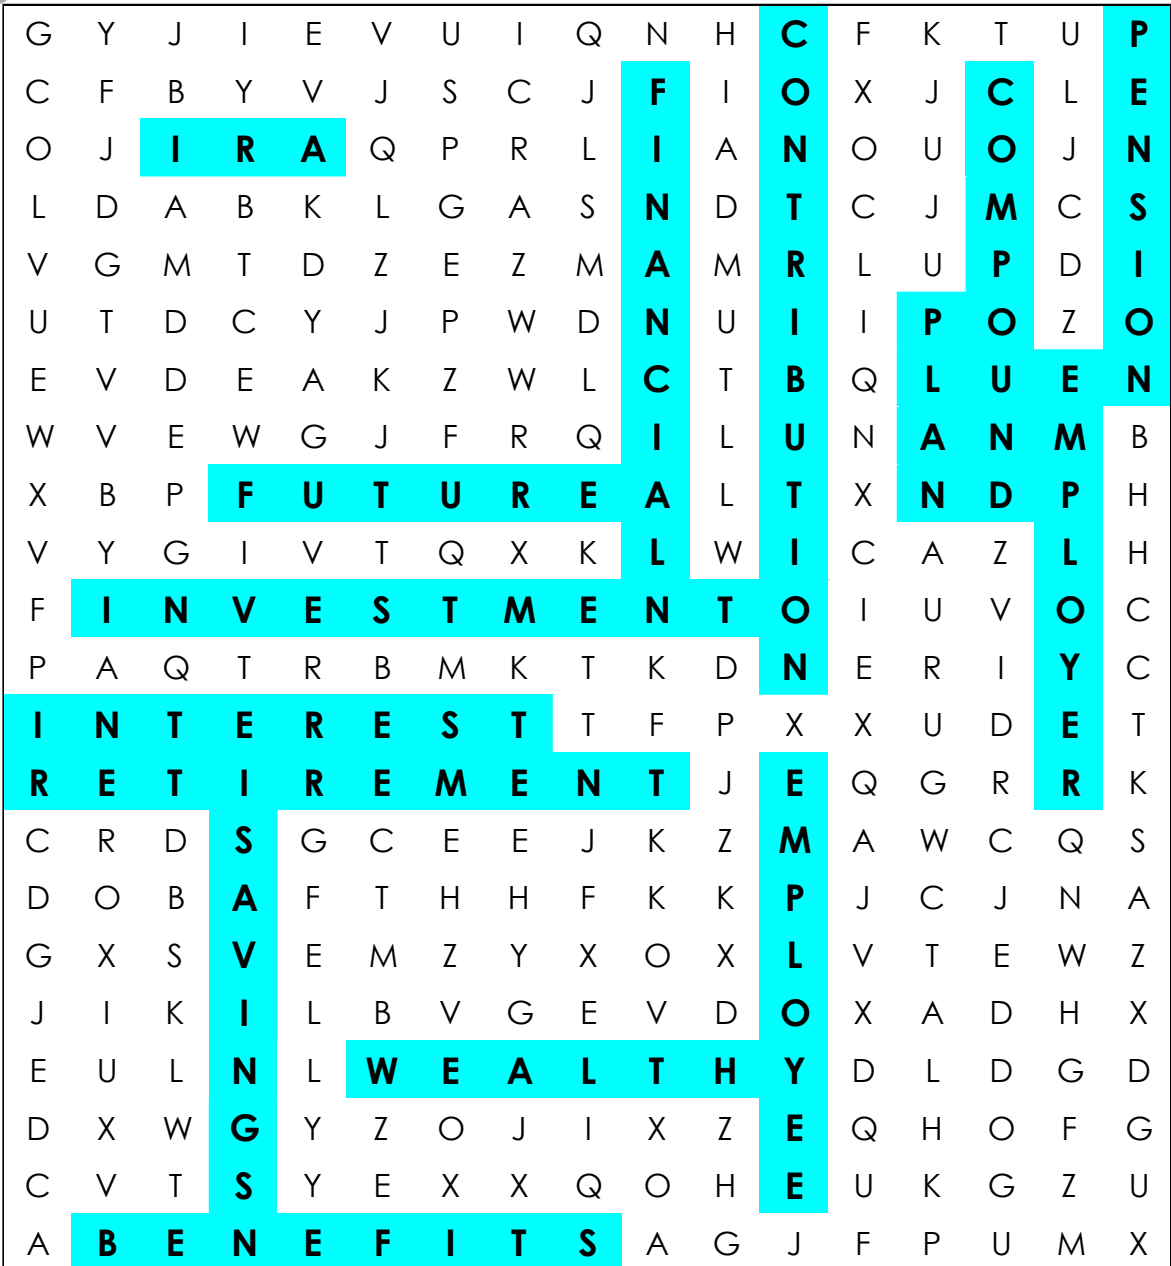 G Y J I E V U I Q N H C F K T U P
C F B Y V J S C J F I O X J C L E
O J I R A Q P R L I A N O U O J N
L D A B K L G A S N D T C J M C S
V G M T D Z E Z M A M R L U P D I
U T D C Y J P W D N U I I P O Z O
E V D E A K Z W L C T B Q L U E N
W V E W G J F R Q I L U N A N M B
X B P F U T U R E A L T X N D P H
V Y G I V T Q X K L W I C A Z L H
F I N V E S T M E N T O I U V O C
P A Q T R B M K T K D N E R I Y C
I N T E R E S T T F P X X U D E T
R E T I R E M E N T J E Q G R R K
C R D S G C E E J K Z M A W C Q S
D O B A F T H H F K K P J C J N A
G X S V E M Z Y X O X L V T E W Z
J I K I L B V G E V D O X A D H X
E U L N L W E A L T H Y D L D G D
D X W G Y Z O J I X Z E Q H O F G
C V T S Y E X X Q O H E U K G Z U
A B E N E F I T S A G J F P U M X